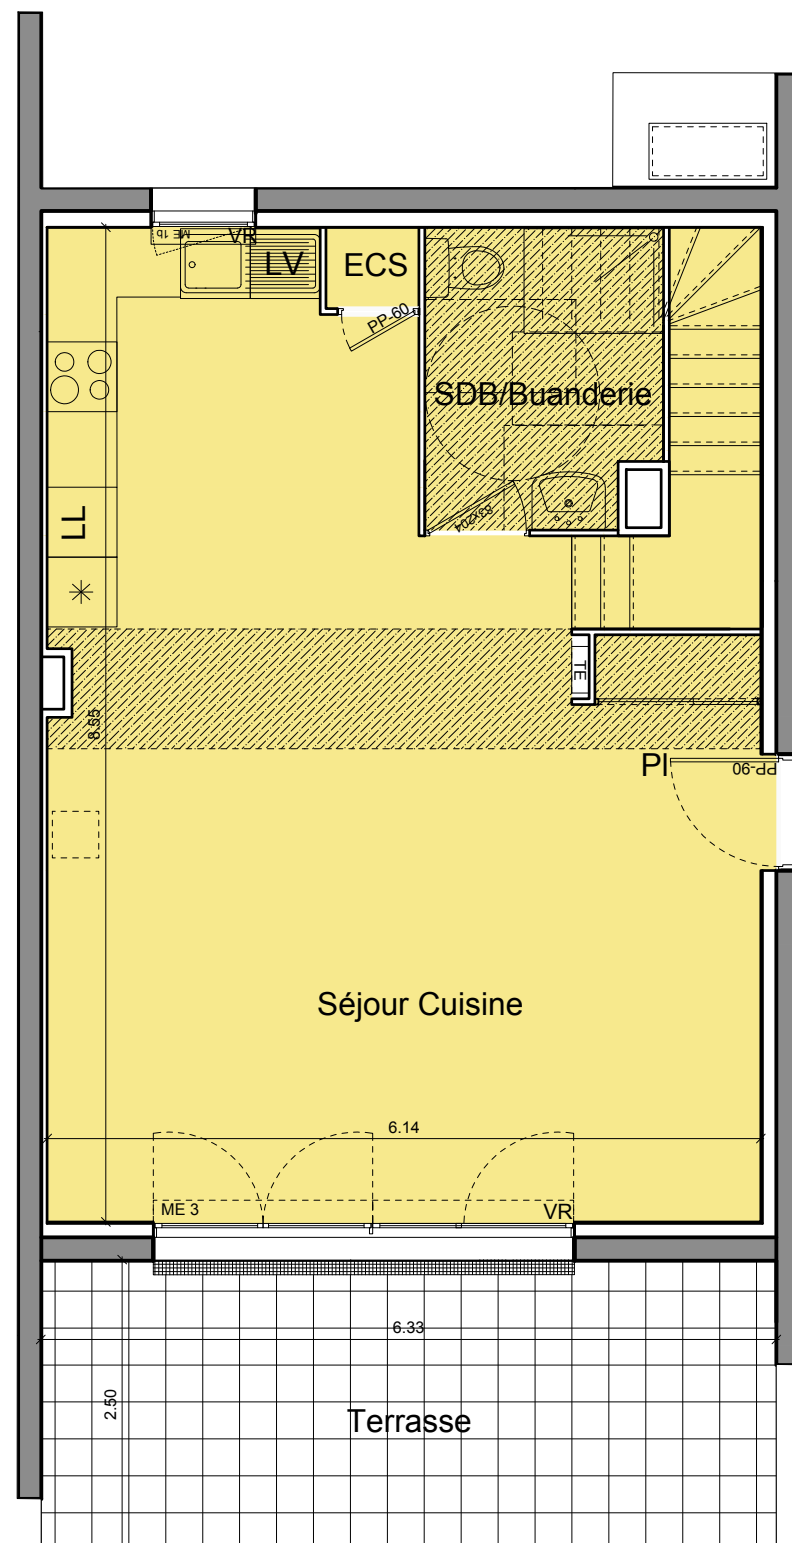 ME 1b
VR
LV
ECS
PP-60
SDB/Buanderie
83x204
LL
TE
8.55
PI
PP-90
Séjour Cuisine
6.14
ME 3
VR
6.33
2.50
Terrasse